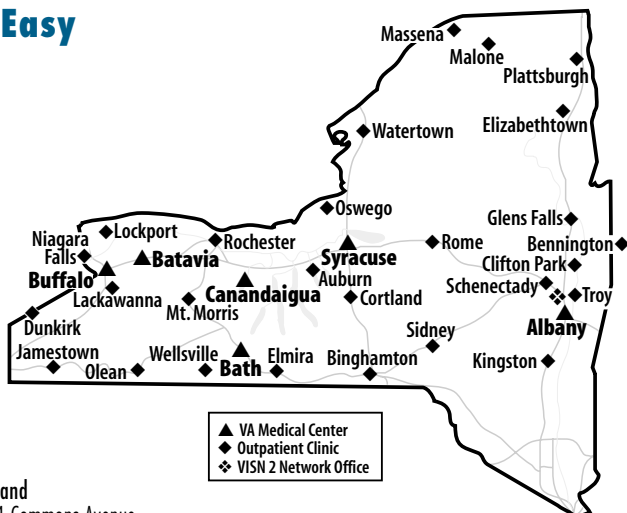 Easy
Massena
Malone
Plattsburgh
Watertown
Elizabethtown
Oswego
Glens Falls
Lockport
Niagara
Falls
Rochester
Syracuse
Rome
Bennington
Clifton Park
Batavia
Buffalo
Auburn
Schenectady
Lackawanna
Canandaigua
Cortland
Troy
Mt. Morris
Albany
Dunkirk
Sidney
Jamestown
Wellsville
Elmira
Binghamton
Kingston
Olean
Bath
VA Medical Center
Outpatient Clinic
VISN 2 Network Office
and
Commons Avenue